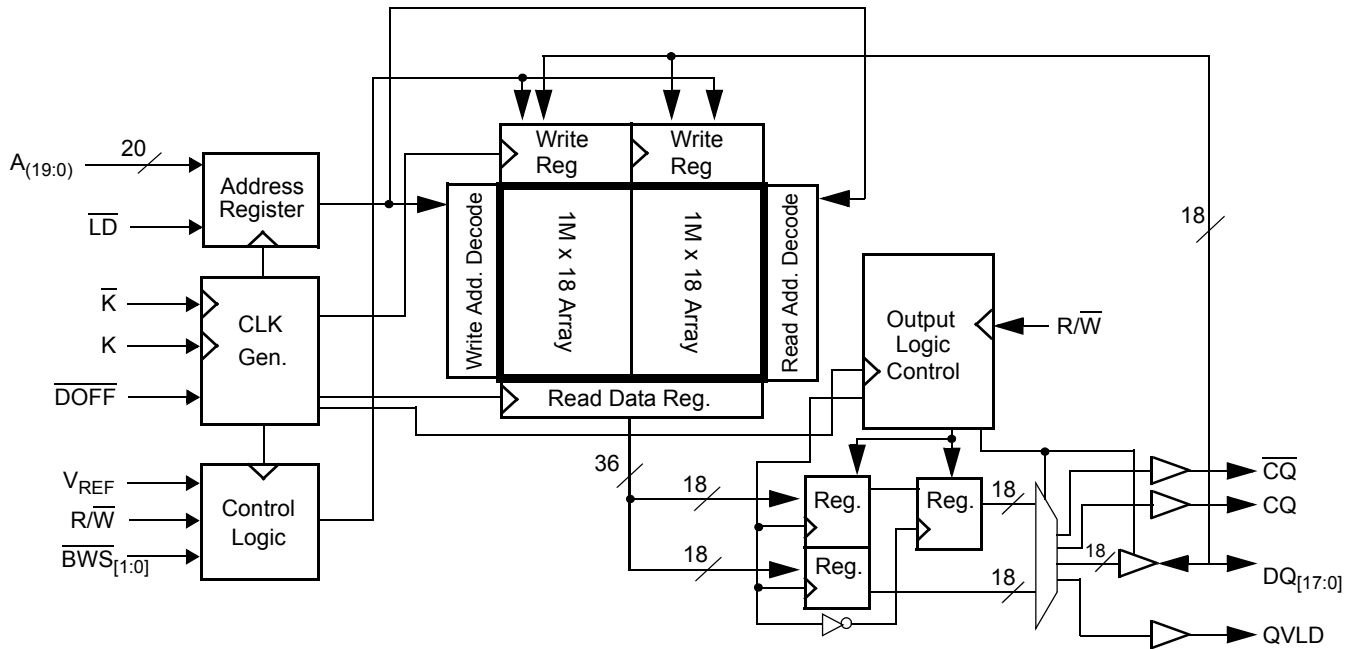 A(19:0)
20
LD
Address
Register
K
K
DOFF
CLK
Gen.
VREF
R/W
BWS[1:0]
Control
Logic
Write
Reg
Write
Reg
Write Add. Decode
1M x 18 Array
1M x 18 Array
Read Add. Decode
Read Data Reg.
36
18
18
Output
Logic
Control
R/W
18
Reg.
Reg.
Reg.
18
18
18
CQ
CQ
DQ[17:0]
QVLD